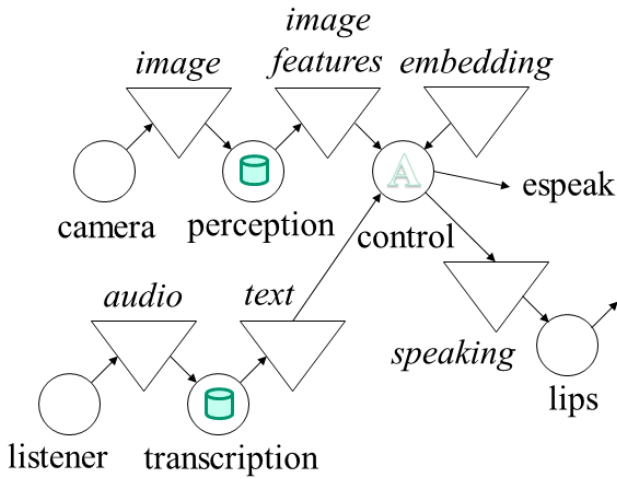 image
image
features
embedding
A
camera
perception
control
espeak
audio
text
speaking
lips
listener
transcription